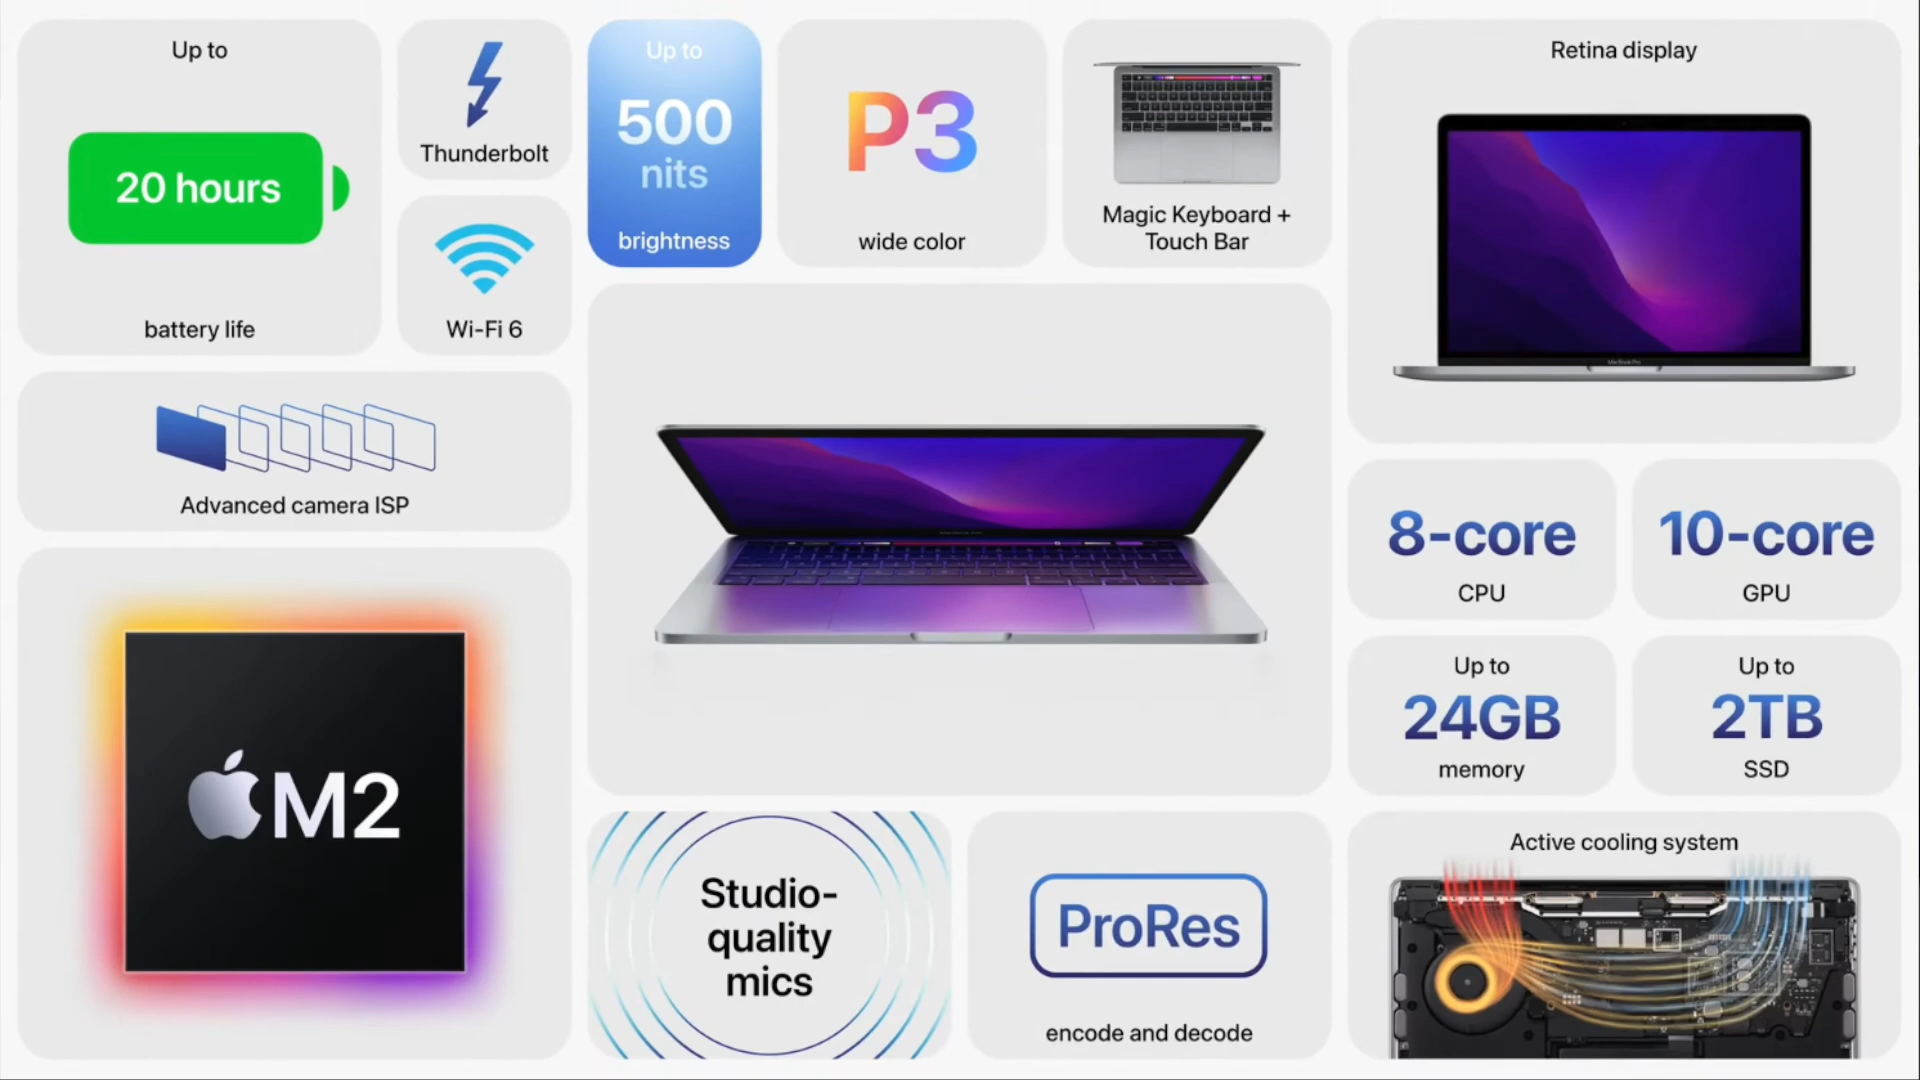 Up to
20 hours
battery life
Thunderbolt
Wi-Fi 6
Up to
500
nits
brightness
P3
wide color
Magic Keyboard +
Touch Bar
Retina display
MacBook Pro
Advanced camera ISP
M2
8-core
CPU
10-core
GPU
Up to
24GB
memory
Up to
2TB
SSD
Studio-
quality
mics
ProRes
encode and decode
Active cooling system